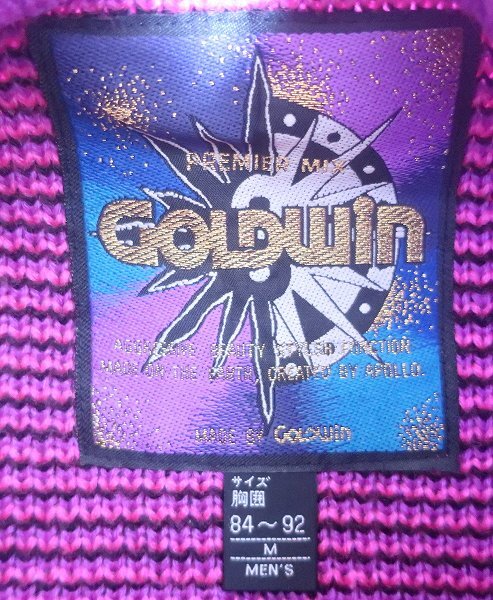 PREMIER MIX
GOLDWIN
BEAUTY FUNCTION
MADE ON THE EARTH, CREATED BY APOLLO.
MADE BY GOLDWIN
サイズ
胸囲
84～92
M
MEN'S